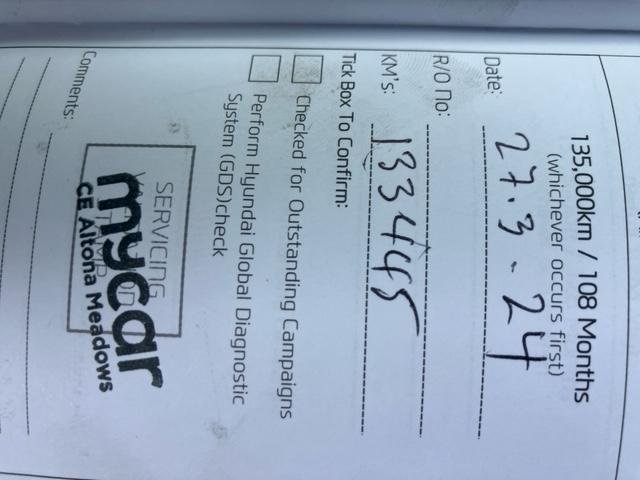 135,000km / 108 Months
(whichever occurs first)
Date: 27.3.24
R/O no:
KM's: 133445
Tick Box To Confirm:
Checked for Outstanding Campaigns
Perform Hyundai Global Diagnostic
System (GDS)check
SERVICING
mycar
CE Altona Meadows
Comments: